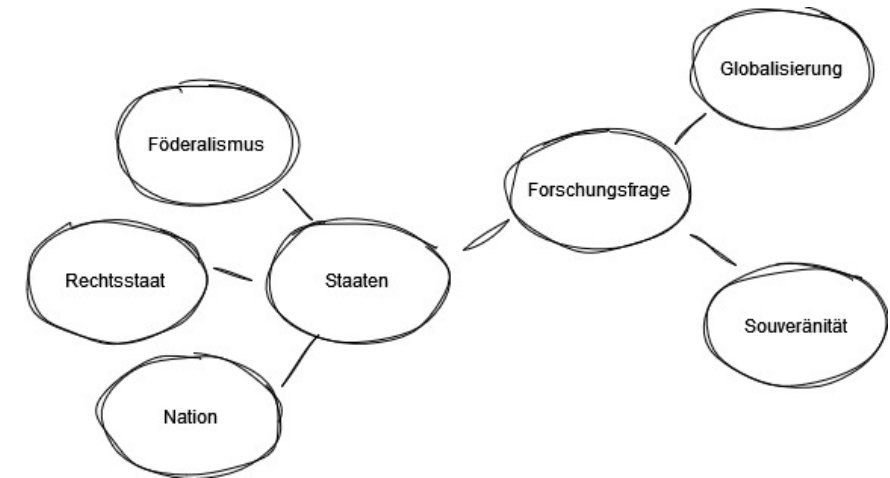 Globalisierung
Föderalismus
Forschungsfrage
Rechtsstaat
Staaten
Souveränität
Nation